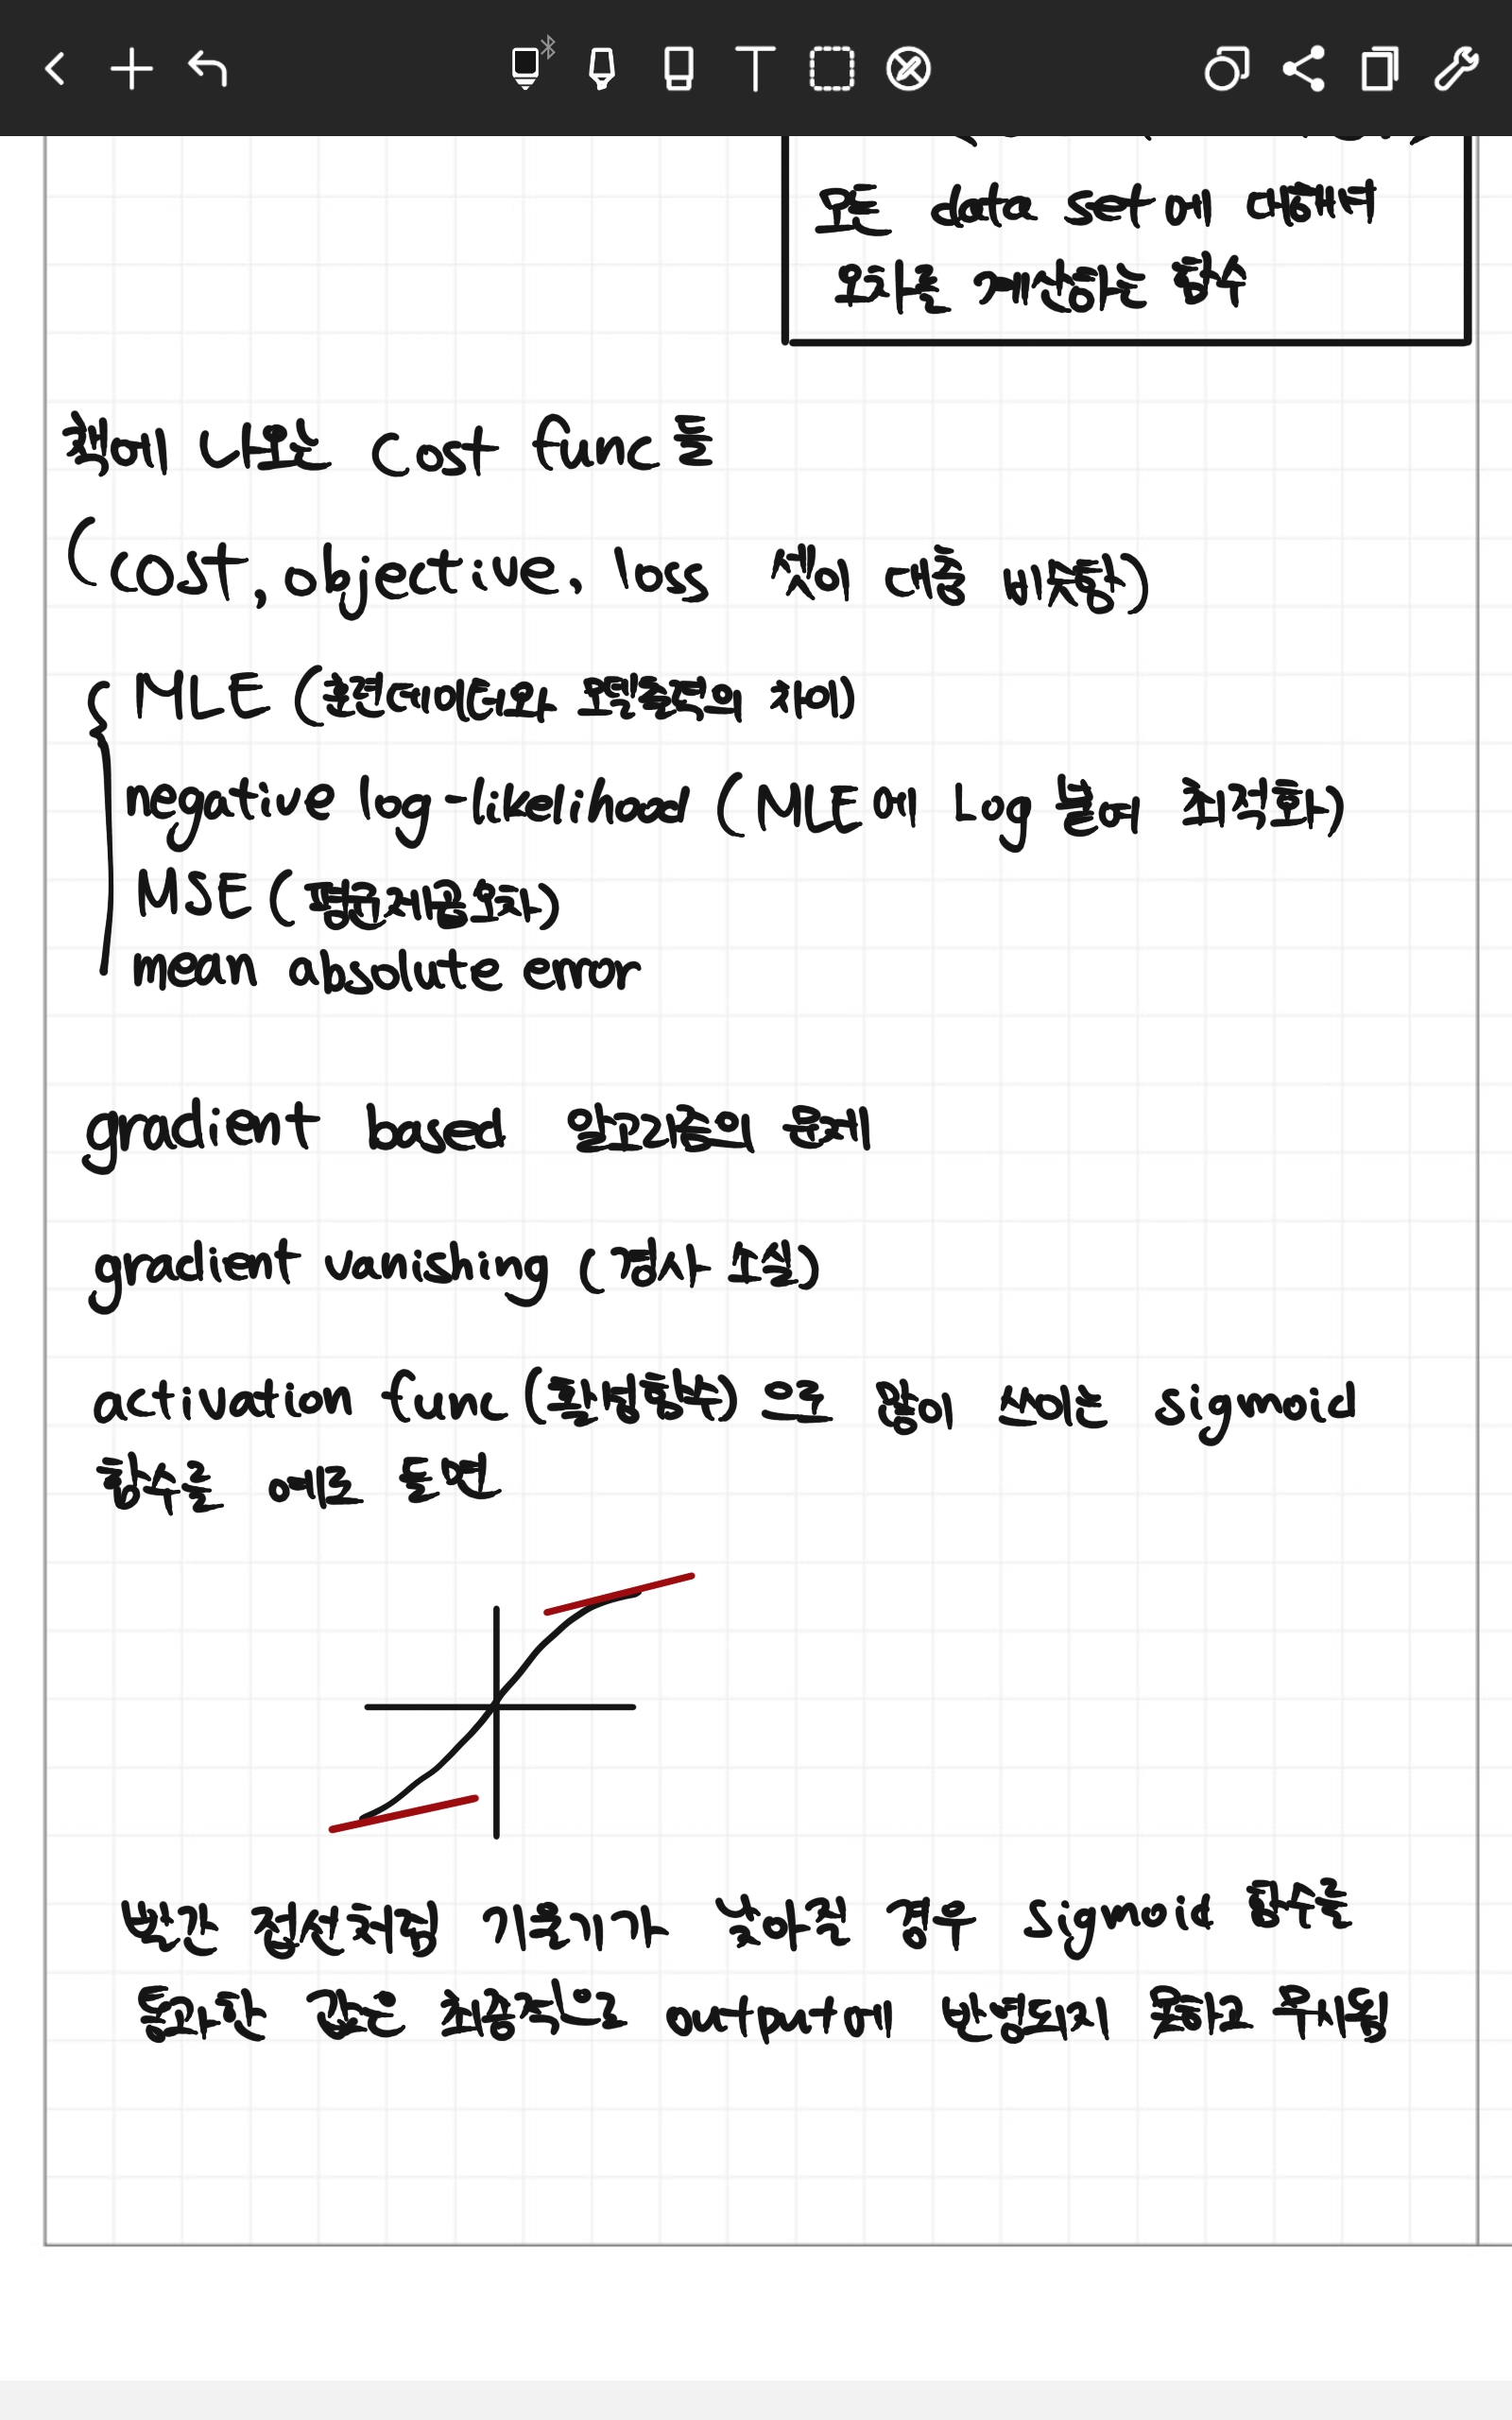 모든 data set에 대해서
오차를 계산하는 함수
책에 나오는 cost func들
(cost, objective, loss 셋이 대충 비슷함)
MLE (훈련데이터와 모델출력의 차이)
negative log-likelihood (MLE에 Log 붙여 최적화)
MSE (평균제곱오차)
mean absolute error
gradient based 알고리즘의 문제
gradient vanishing (경사 소실)
activation func (활성함수)으로 많이 쓰이는 sigmoid
함수를 예로 들면
빨간 접선처럼 기울기가 낮아질 경우 sigmoid 함수를
통과한 값은 최종적으로 output에 반영되지 못하고 무시됨